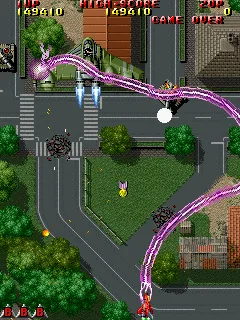 1UP HIGH-SCORE 2UP
149410 149410 0
GAME OVER
B B B